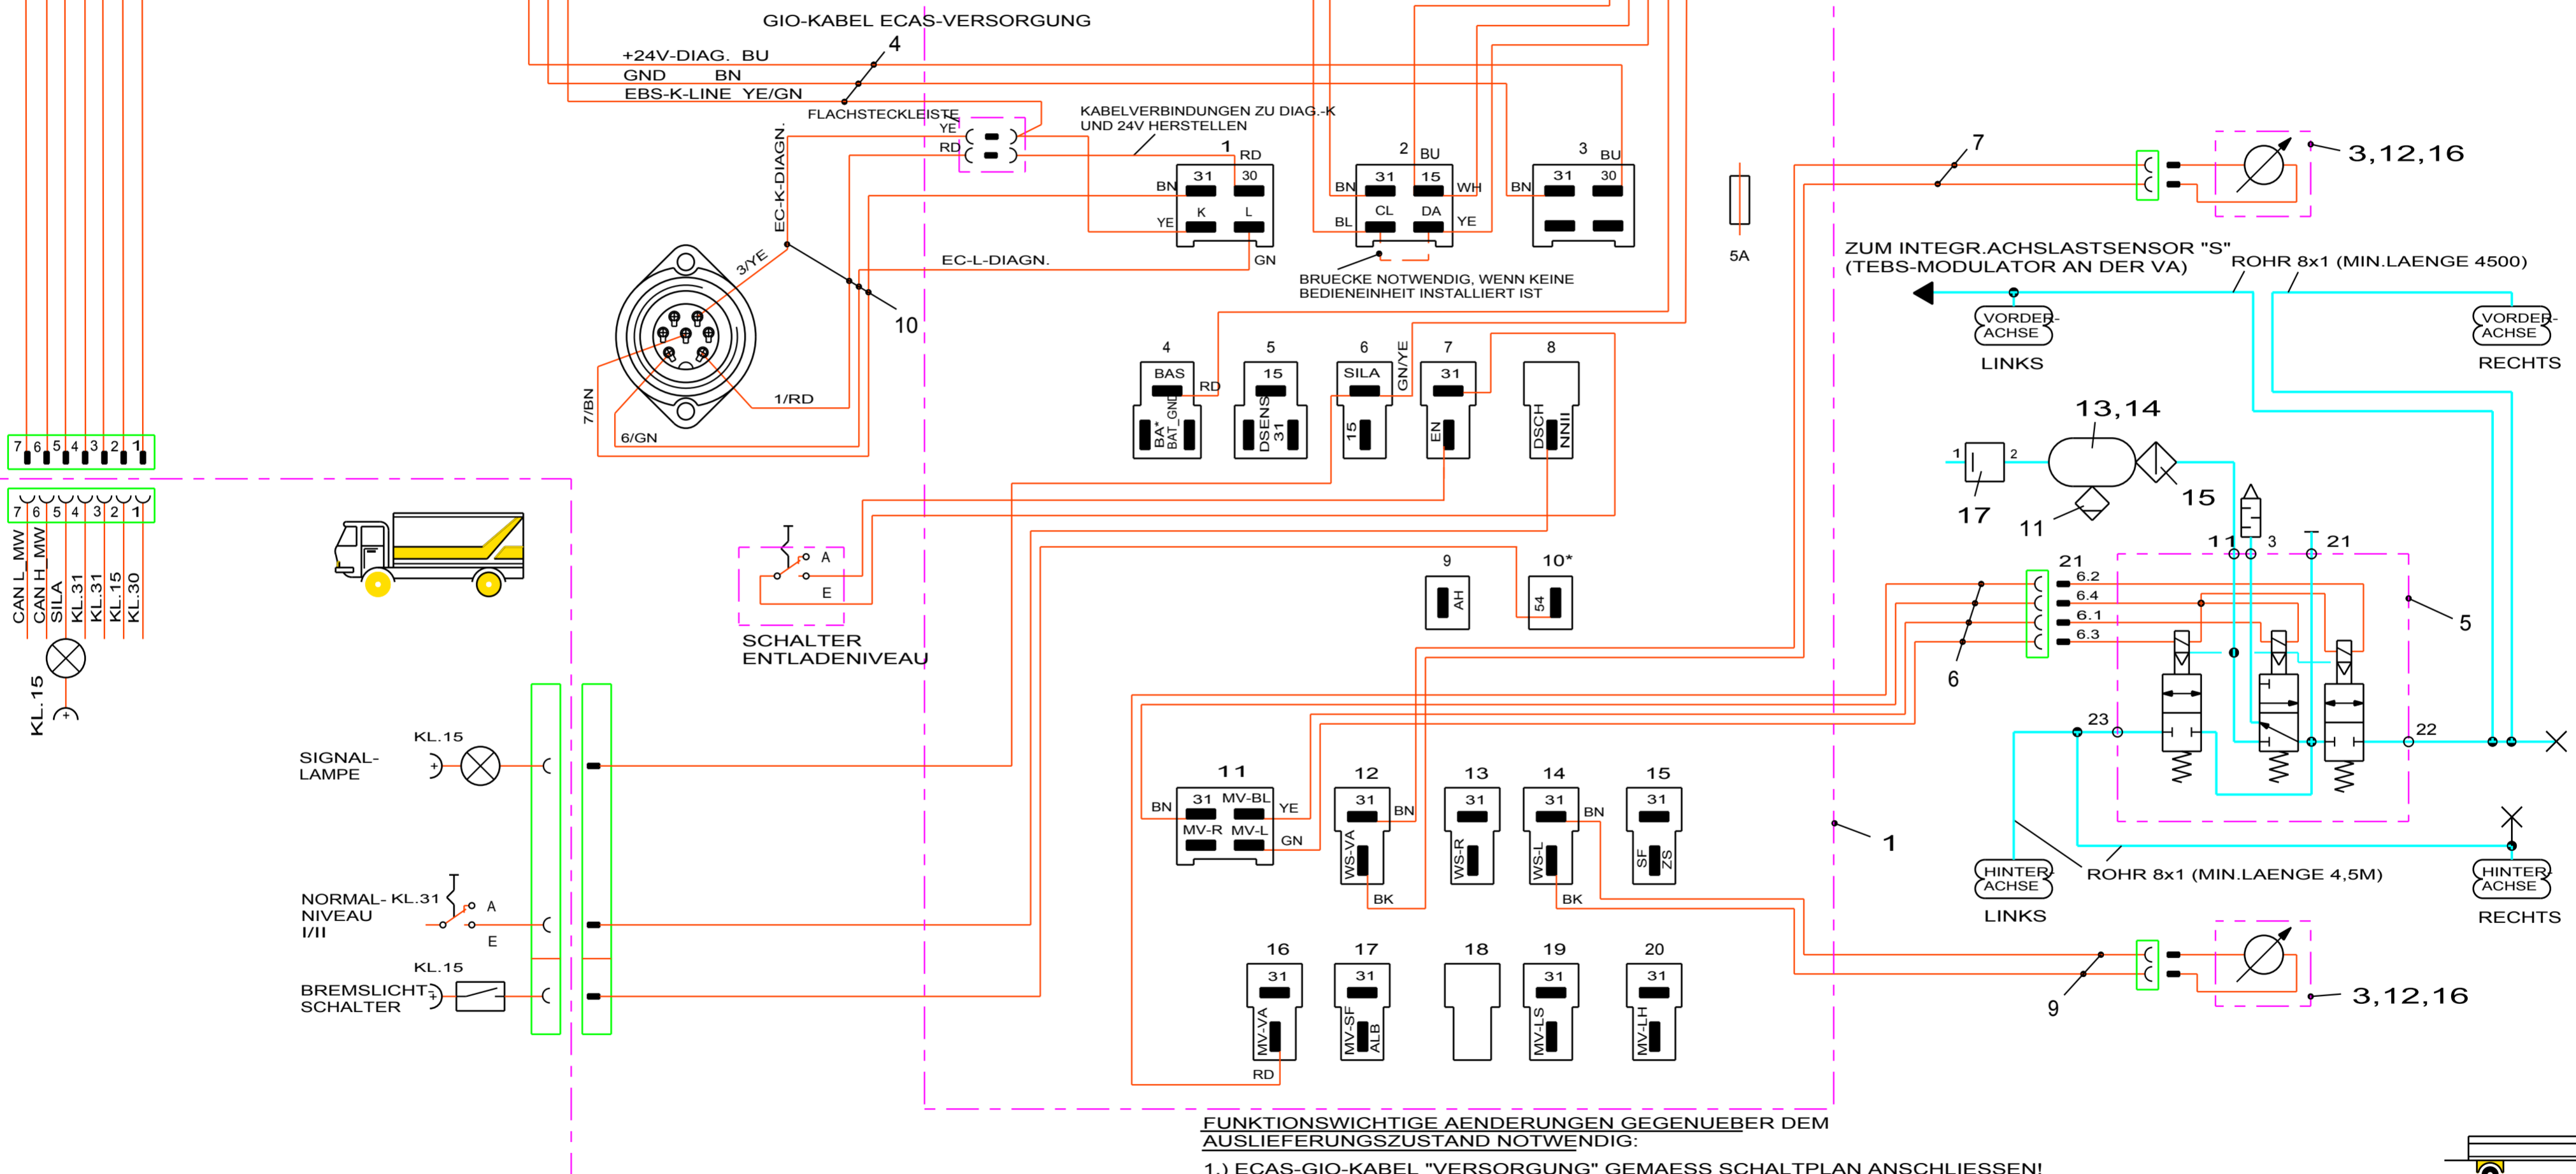 GIO-KABEL ECAS-VERSORGUNG
4
+24V-DIAG. BU
GND BN
EBS-K-LINE YE/GN
FLACHSTECKLEISTE
YE
RD
KABELVERBINDUNGEN ZU DIAG.-K
UND 24V HERSTELLEN
EC-K-DIAGN.
1 RD
31 30
BN
K L
YE
GN
2 BU
31 15
BN WH
CL DA
BL YE
3 BU
31 30
BN
5A
BRUECKE NOTWENDIG, WENN KEINE
BEDIENEINHEIT INSTALLIERT IST
EC-L-DIAGN.
3/YE
10
7/BN
1/RD
6/GN
7
3,12,16
ZUM INTEGR.ACHSLASTSENSOR "S"
(TEBS-MODULATOR AN DER VA)
ROHR 8x1 (MIN.LAENGE 4500)
VORDER-
ACHSE
LINKS
VORDER-
ACHSE
RECHTS
4
BAS
RD
BA*
BAT_GND
5
15
DSENS
31
6
SILA
GN/YE
15
7
31
EN
8
DSCH
NNII
13,14
1
2
17
11
15
7 6 5 4 3 2 1
7 6 5 4 3 2 1
CAN L_MW
CAN H_MW
SILA
KL.31
KL.31
KL.15
KL.30
KL.15
+
A
E
SCHALTER
ENTLADENIVEAU
9
AH
10*
54
11 3 21
21
6.2
6.4
6.1
6.3
5
6
23
22
KL.15
SIGNAL-
LAMPE
+
NORMAL-
NIVEAU
I/II
KL.31
A
E
KL.15
BREMSLICHT-
SCHALTER
+
11
31 MV-BL
BN YE
MV-R MV-L
GN
12
31
BN
WS-VA
BK
13
31
WS-R
14
31
BN
WS-L
BK
15
31
SF
ZS
1
HINTER-
ACHSE
LINKS
ROHR 8x1 (MIN.LAENGE 4,5M)
HINTER-
ACHSE
RECHTS
16
31
MV-VA
RD
17
31
MV-SF
ALB
18
19
31
MV-LS
20
31
MV-LH
9
3,12,16
FUNKTIONSWICHTIGE AENDERUNGEN GEGENUEBER DEM
AUSLIEFERUNGSZUSTAND NOTWENDIG:
1.) ECAS-GIO-KABEL "VERSORGUNG" GEMAESS SCHALTPLAN ANSCHLIESSEN!